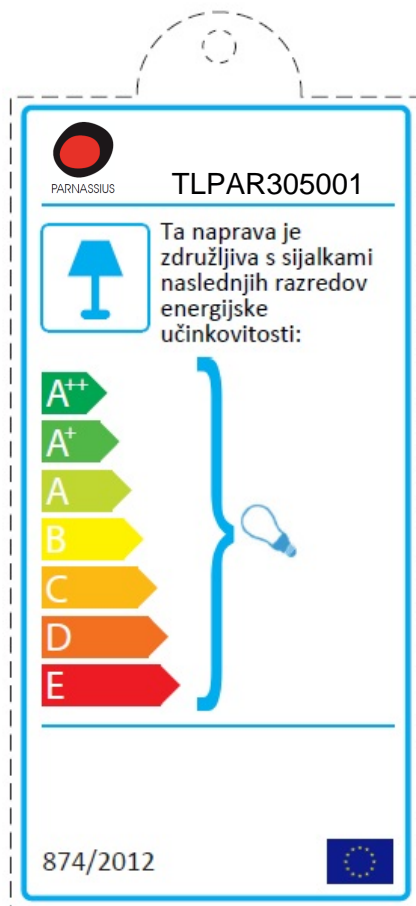 PARNASSIUS
TLPAR305001
Ta naprava je
združljiva s sijalkami
naslednjih razredov
energijske
učinkovitosti:
A++
A+
A
B
C
D
E
874/2012